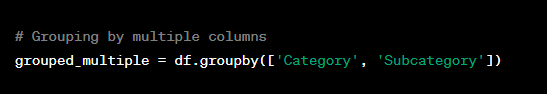 # Grouping by multiple columns
grouped_multiple = df.groupby(['Category', 'Subcategory'])